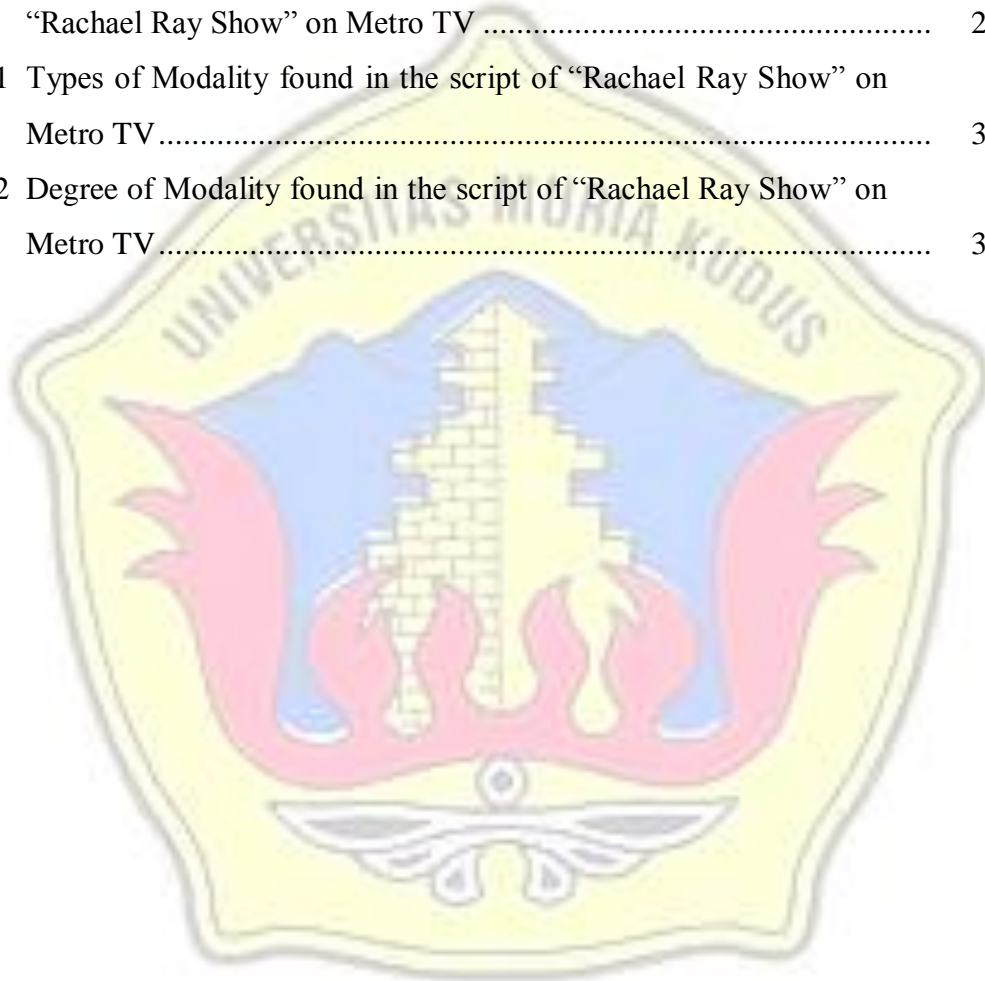 “Rachael Ray Show” on Metro TV ..................................................... 2
1 Types of Modality found in the script of “Rachael Ray Show” on
Metro TV .............................................................................................. 3
2 Degree of Modality found in the script of “Rachael Ray Show” on
Metro TV .............................................................................................. 3
UNIVERSITAS MURIA KUDUS